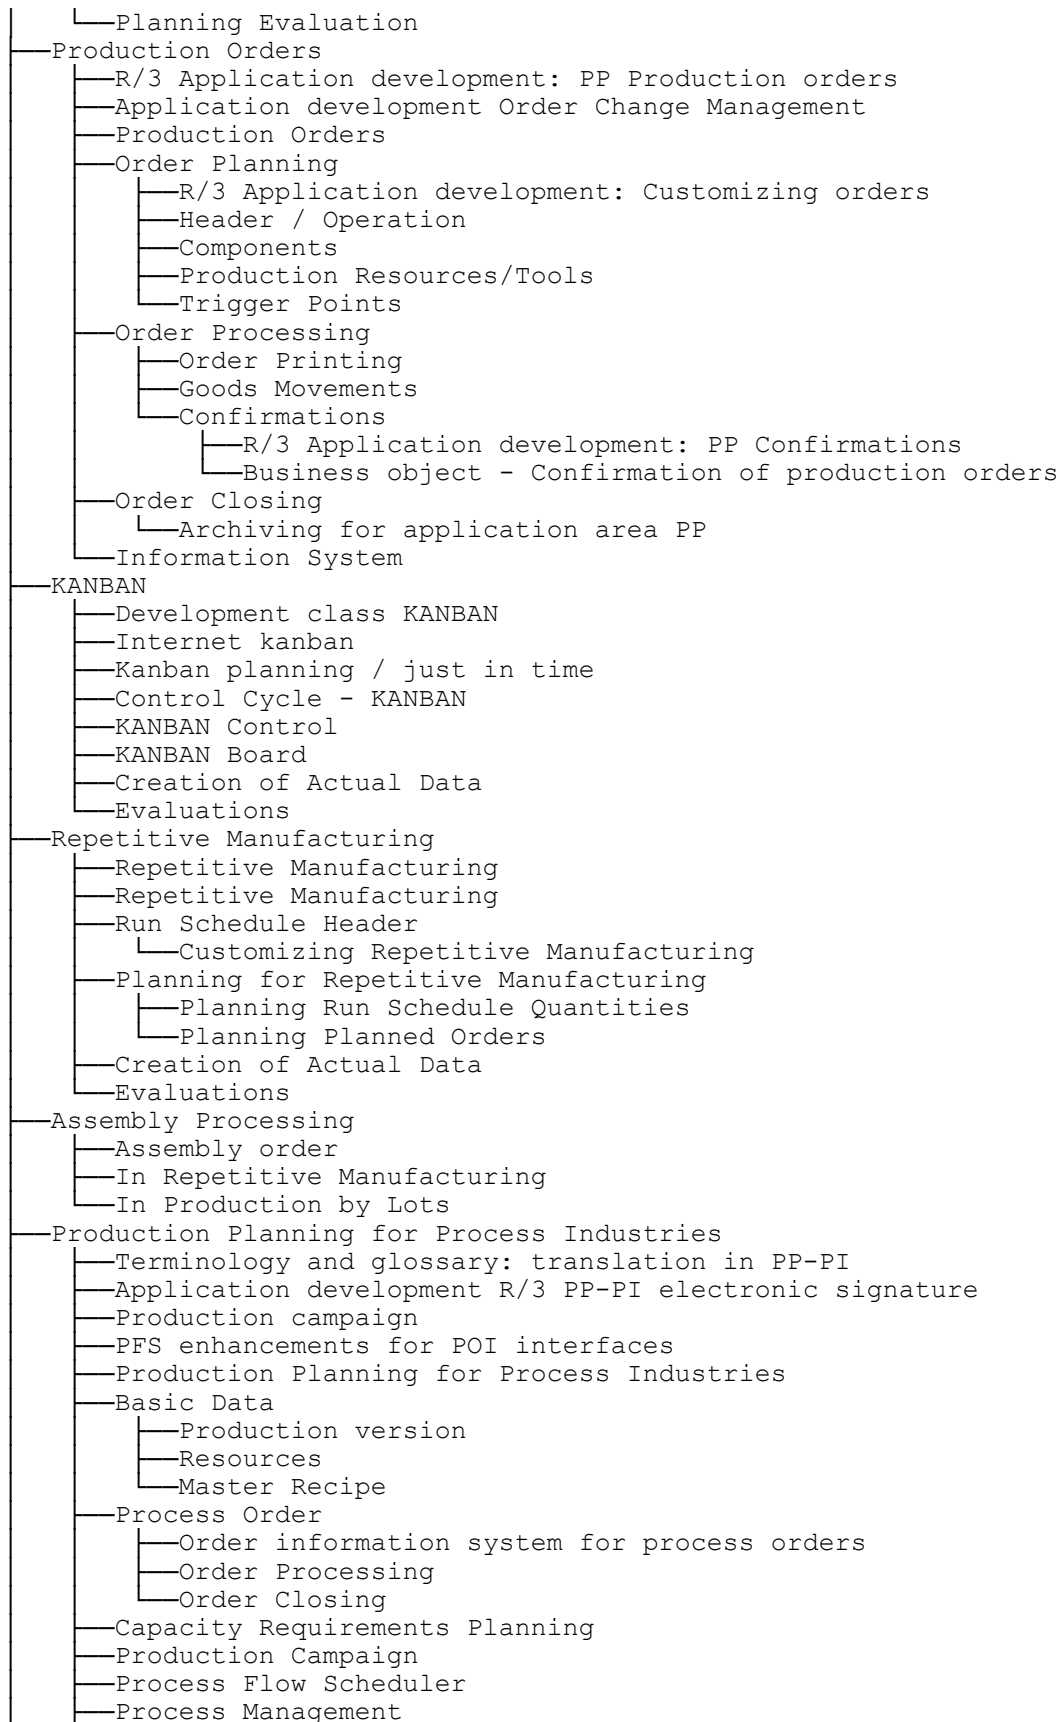 Planning Evaluation
Production Orders
R/3 Application development: PP Production orders
Application development Order Change Management
Production Orders
Order Planning
R/3 Application development: Customizing orders
Header / Operation
Components
Production Resources/Tools
Trigger Points
Order Processing
Order Printing
Goods Movements
Confirmations
R/3 Application development: PP Confirmations
Business object - Confirmation of production orders
Order Closing
Archiving for application area PP
Information System
KANBAN
Development class KANBAN
Internet kanban
Kanban planning / just in time
Control Cycle - KANBAN
KANBAN Control
KANBAN Board
Creation of Actual Data
Evaluations
Repetitive Manufacturing
Repetitive Manufacturing
Repetitive Manufacturing
Run Schedule Header
Customizing Repetitive Manufacturing
Planning for Repetitive Manufacturing
Planning Run Schedule Quantities
Planning Planned Orders
Creation of Actual Data
Evaluations
Assembly Processing
Assembly order
In Repetitive Manufacturing
In Production by Lots
Production Planning for Process Industries
Terminology and glossary: translation in PP-PI
Application development R/3 PP-PI electronic signature
Production campaign
PFS enhancements for POI interfaces
Production Planning for Process Industries
Basic Data
Production version
Resources
Master Recipe
Process Order
Order information system for process orders
Order Processing
Order Closing
Capacity Requirements Planning
Production Campaign
Process Flow Scheduler
Process Management